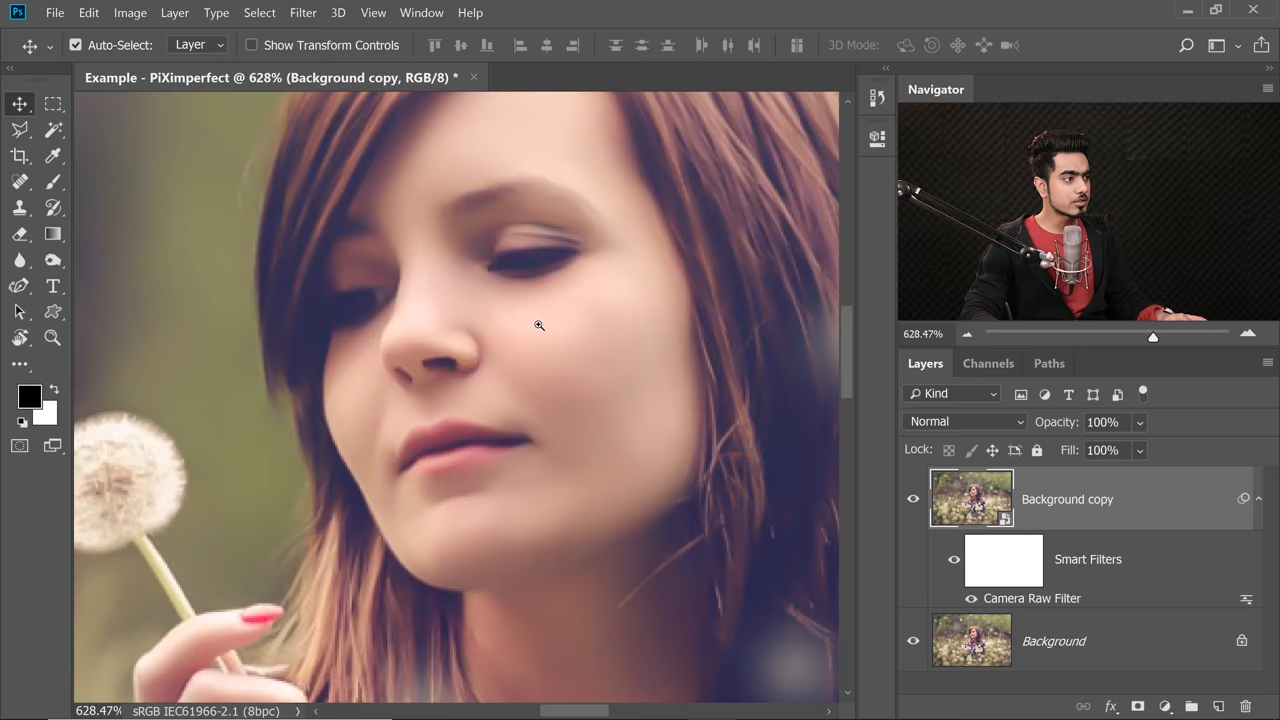 Ps File Edit Image Layer Type Select Filter 3D View Window Help
Auto-Select: Layer Show Transform Controls 3D Mode:
Example - PiXimperfect @ 628% (Background copy, RGB/8) * ×
Navigator
628.47%
Layers Channels Paths
Kind
Normal Opacity: 100%
Lock: Fill: 100%
Background copy
Smart Filters
Camera Raw Filter
Background
fx
628.47% sRGB IEC61966-2.1 (8bpc)